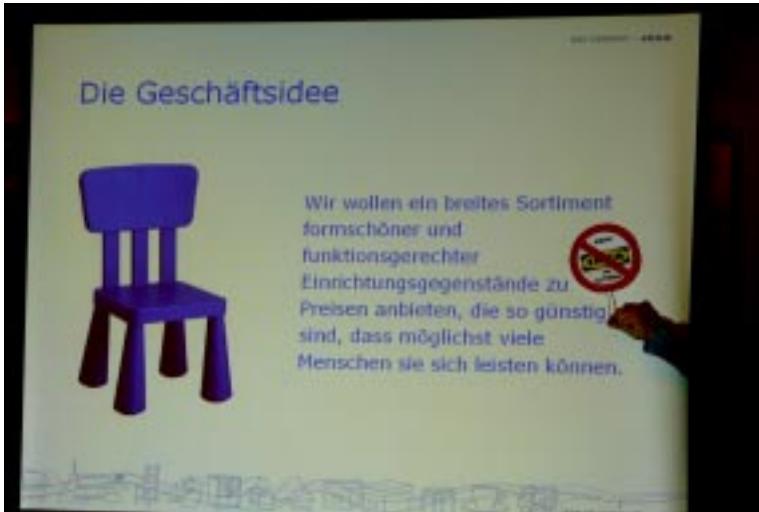 Die Geschäftsidee
Wir wollen ein breites Sortiment
formschöner und
funktionsgerechter
Einrichtungsgegenstände zu
Preisen anbieten, die so günstig
sind, dass möglichst viele
Menschen sie sich leisten können.